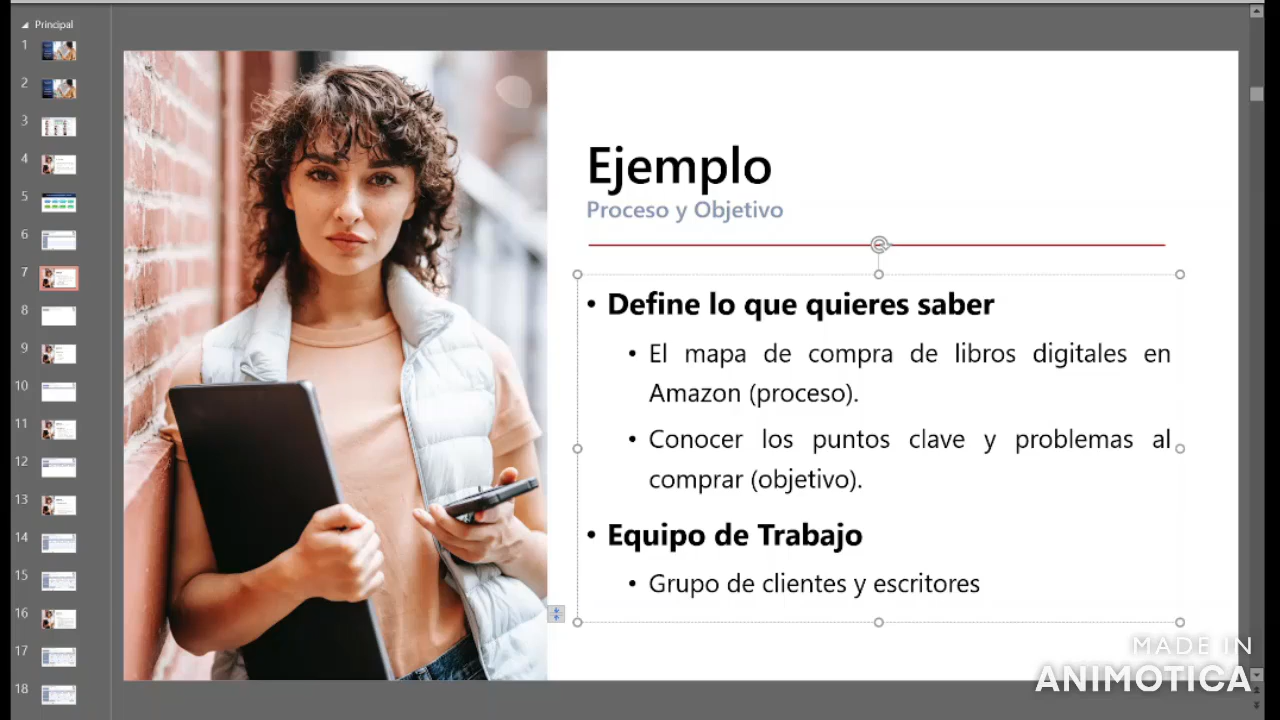 Principal
1
2
3
4
5
6
7
8
9
10
11
12
13
14
15
16
17
18
Ejemplo
Proceso y Objetivo
• Define lo que quieres saber
• El mapa de compra de libros digitales en
Amazon (proceso).
• Conocer los puntos clave y problemas al
comprar (objetivo).
• Equipo de Trabajo
• Grupo de clientes y escritores
MADE IN
ANIMOTICA